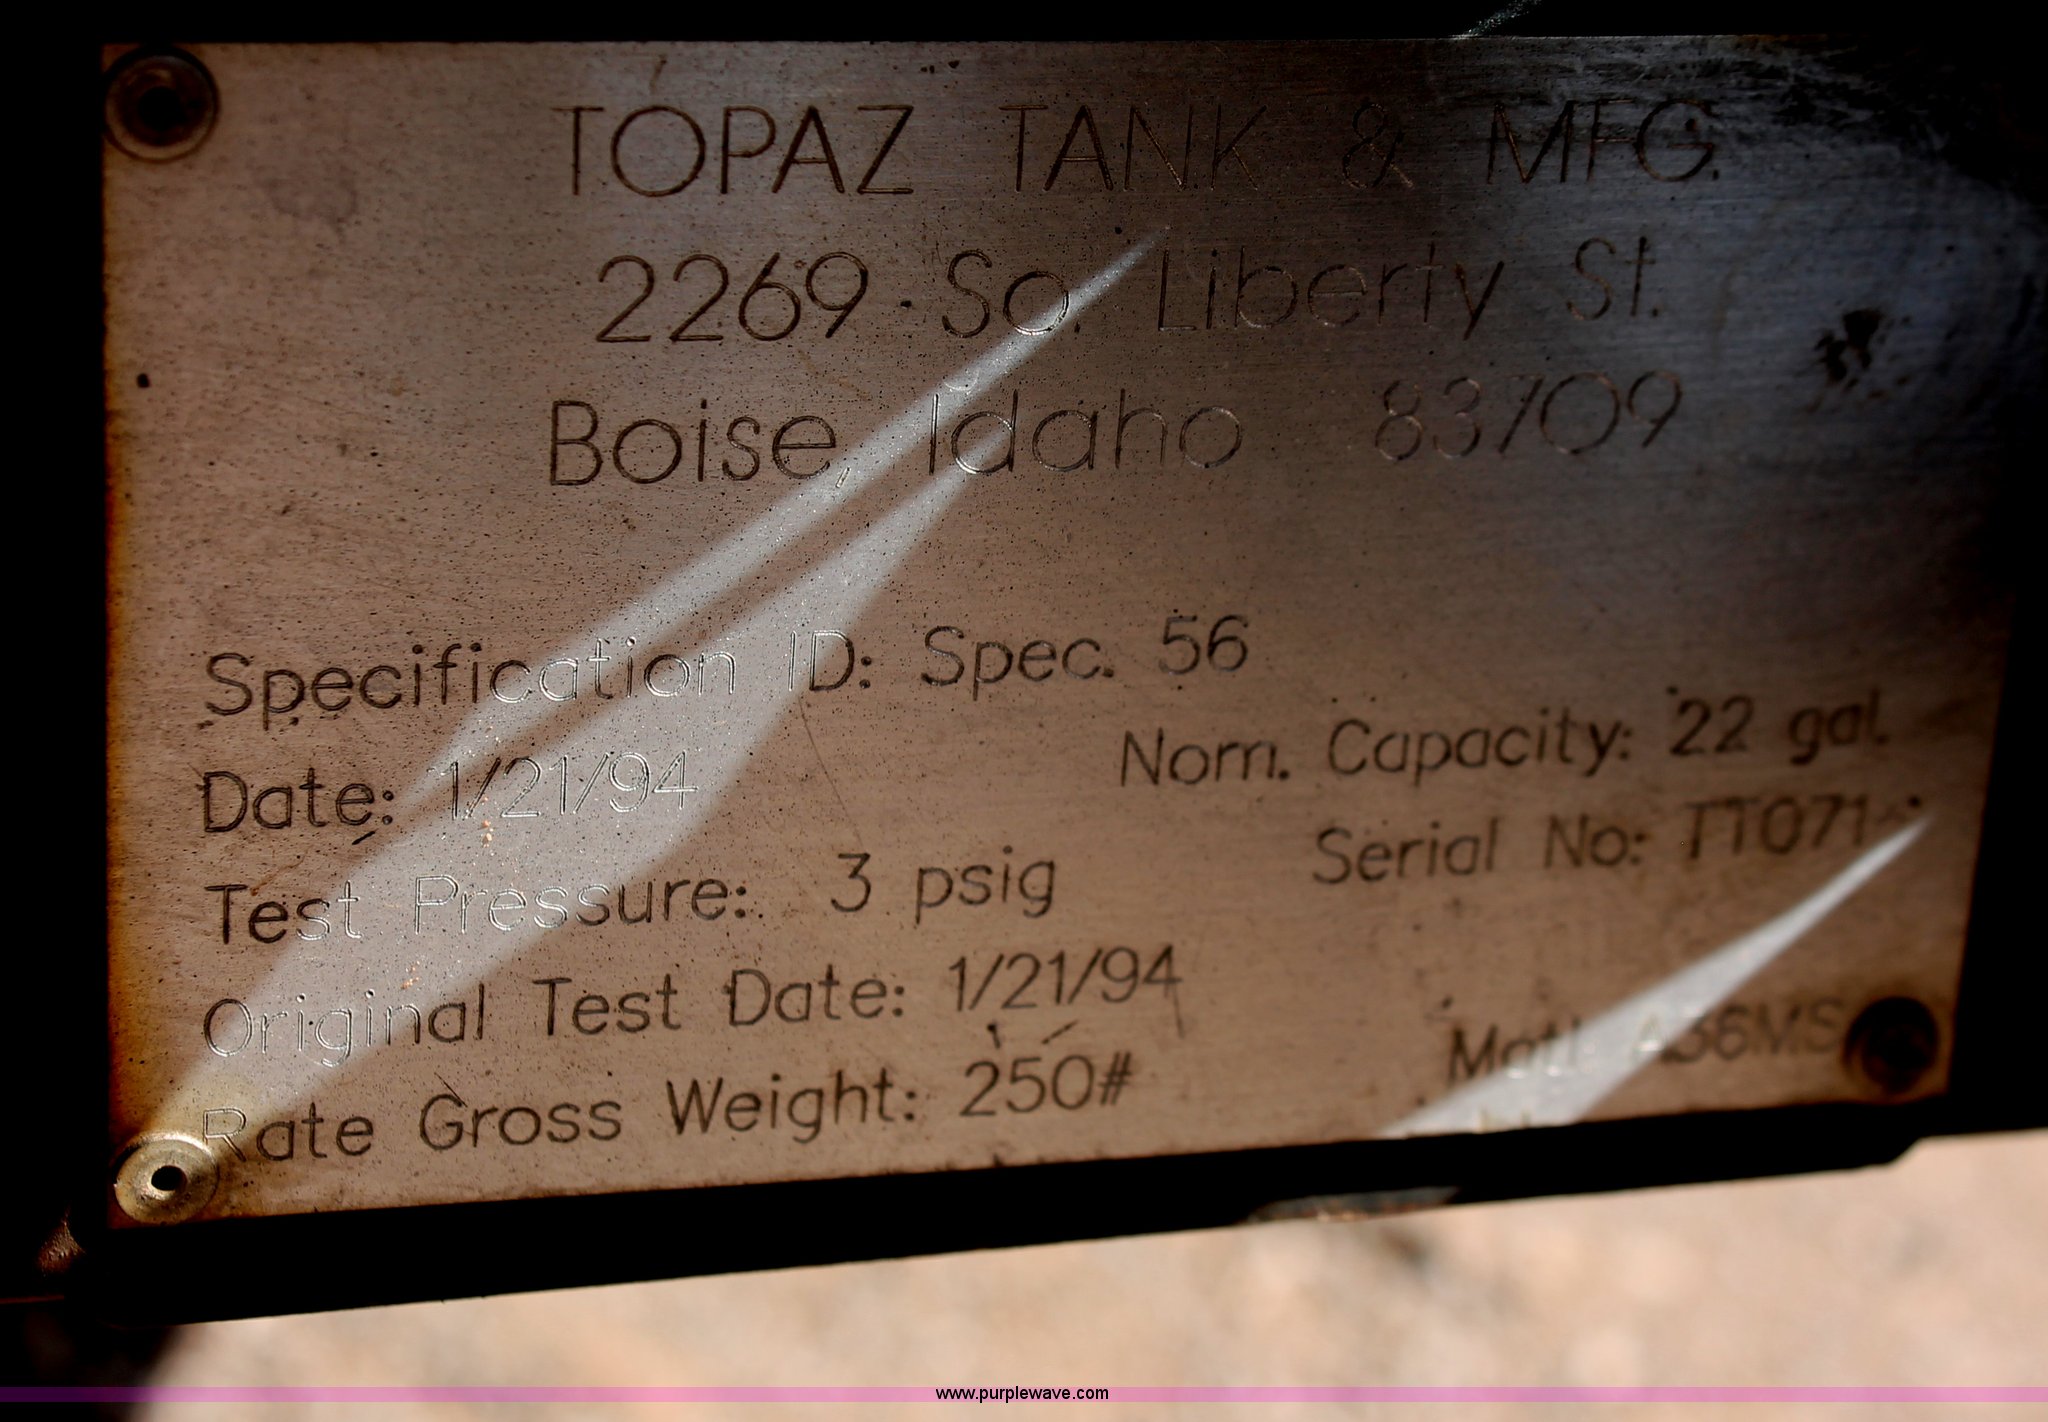 TOPAZ TANK & MFG.
2269 So. Liberty St.
Boise, Idaho 83709
Specification ID: Spec. 56
Date: 1/21/94 Nom. Capacity: 22 gal.
Test Pressure: 3 psig Serial No:
Original Test Date: 1/21/94
Rate Gross Weight: 250# Matl. A36MS
www.purplewave.com